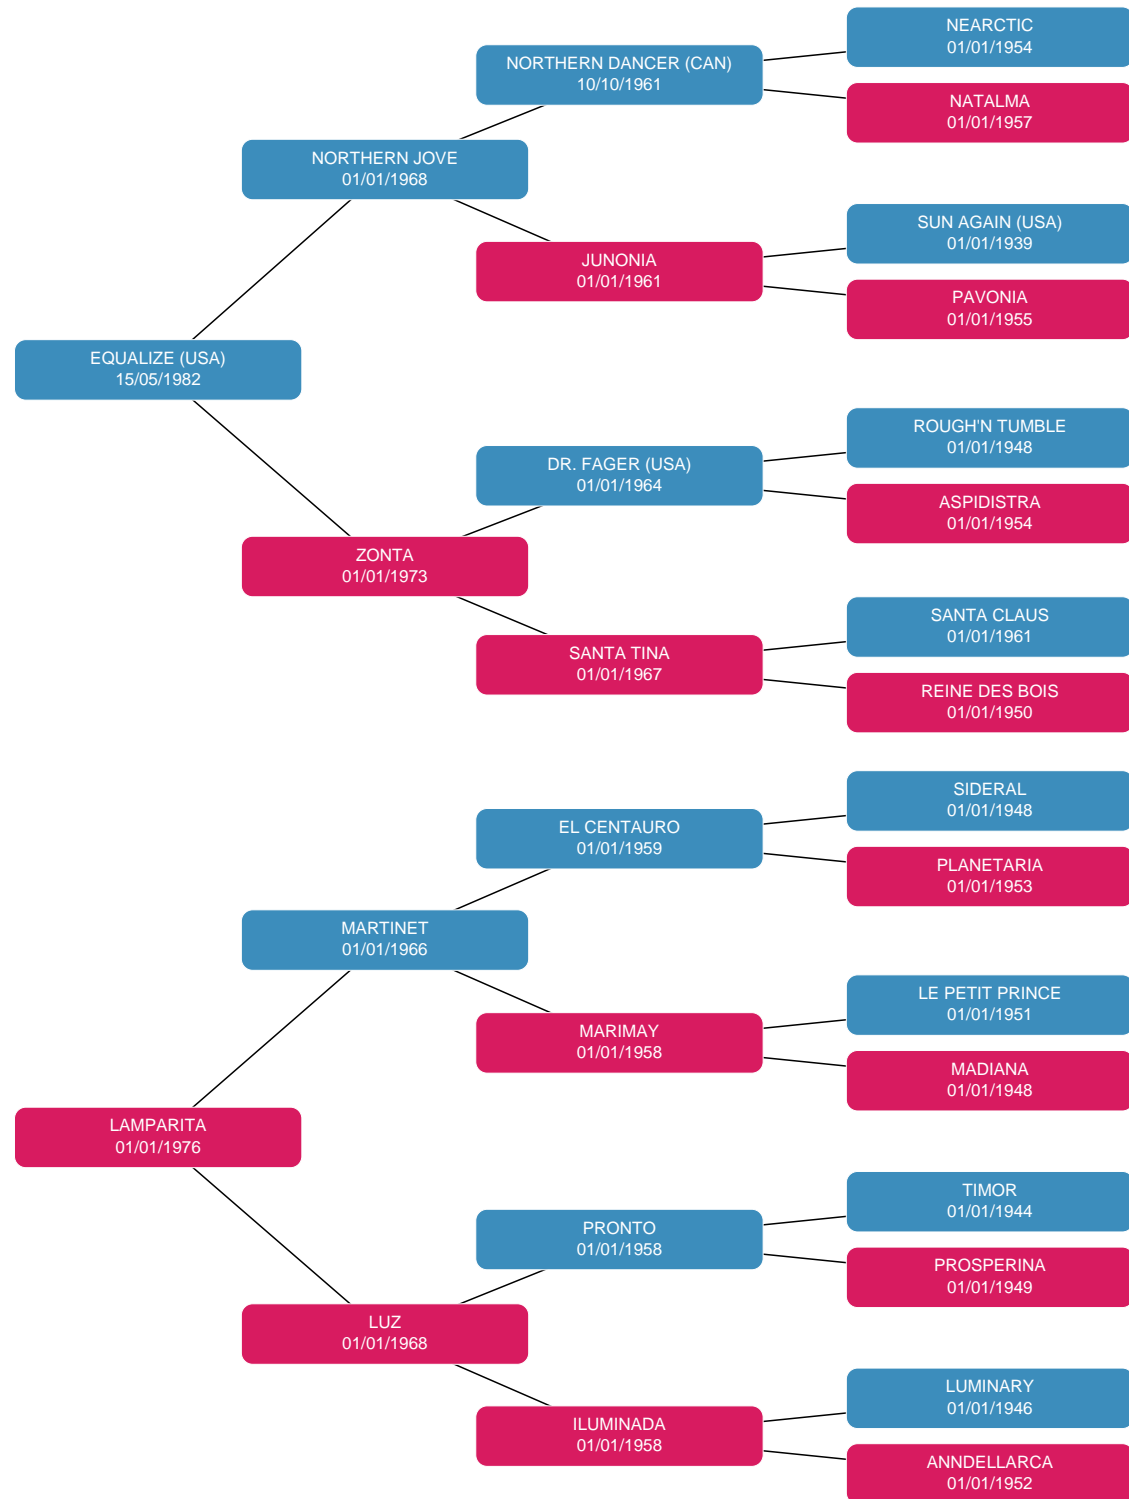 NEARCTIC
01/01/1954
NORTHERN DANCER (CAN)
10/10/1961
NATALMA
01/01/1957
NORTHERN JOVE
01/01/1968
SUN AGAIN (USA)
01/01/1939
JUNONIA
01/01/1961
PAVONIA
01/01/1955
EQUALIZE (USA)
15/05/1982
ROUGH'N TUMBLE
01/01/1948
DR. FAGER (USA)
01/01/1964
ASPIDISTRA
01/01/1954
ZONTA
01/01/1973
SANTA CLAUS
01/01/1961
SANTA TINA
01/01/1967
REINE DES BOIS
01/01/1950
SIDERAL
01/01/1948
EL CENTAURO
01/01/1959
PLANETARIA
01/01/1953
MARTINET
01/01/1966
LE PETIT PRINCE
01/01/1951
MARIMAY
01/01/1958
MADIANA
01/01/1948
LAMPARITA
01/01/1976
TIMOR
01/01/1944
PRONTO
01/01/1958
PROSPERINA
01/01/1949
LUZ
01/01/1968
LUMINARY
01/01/1946
ILUMINADA
01/01/1958
ANNDELLARCA
01/01/1952